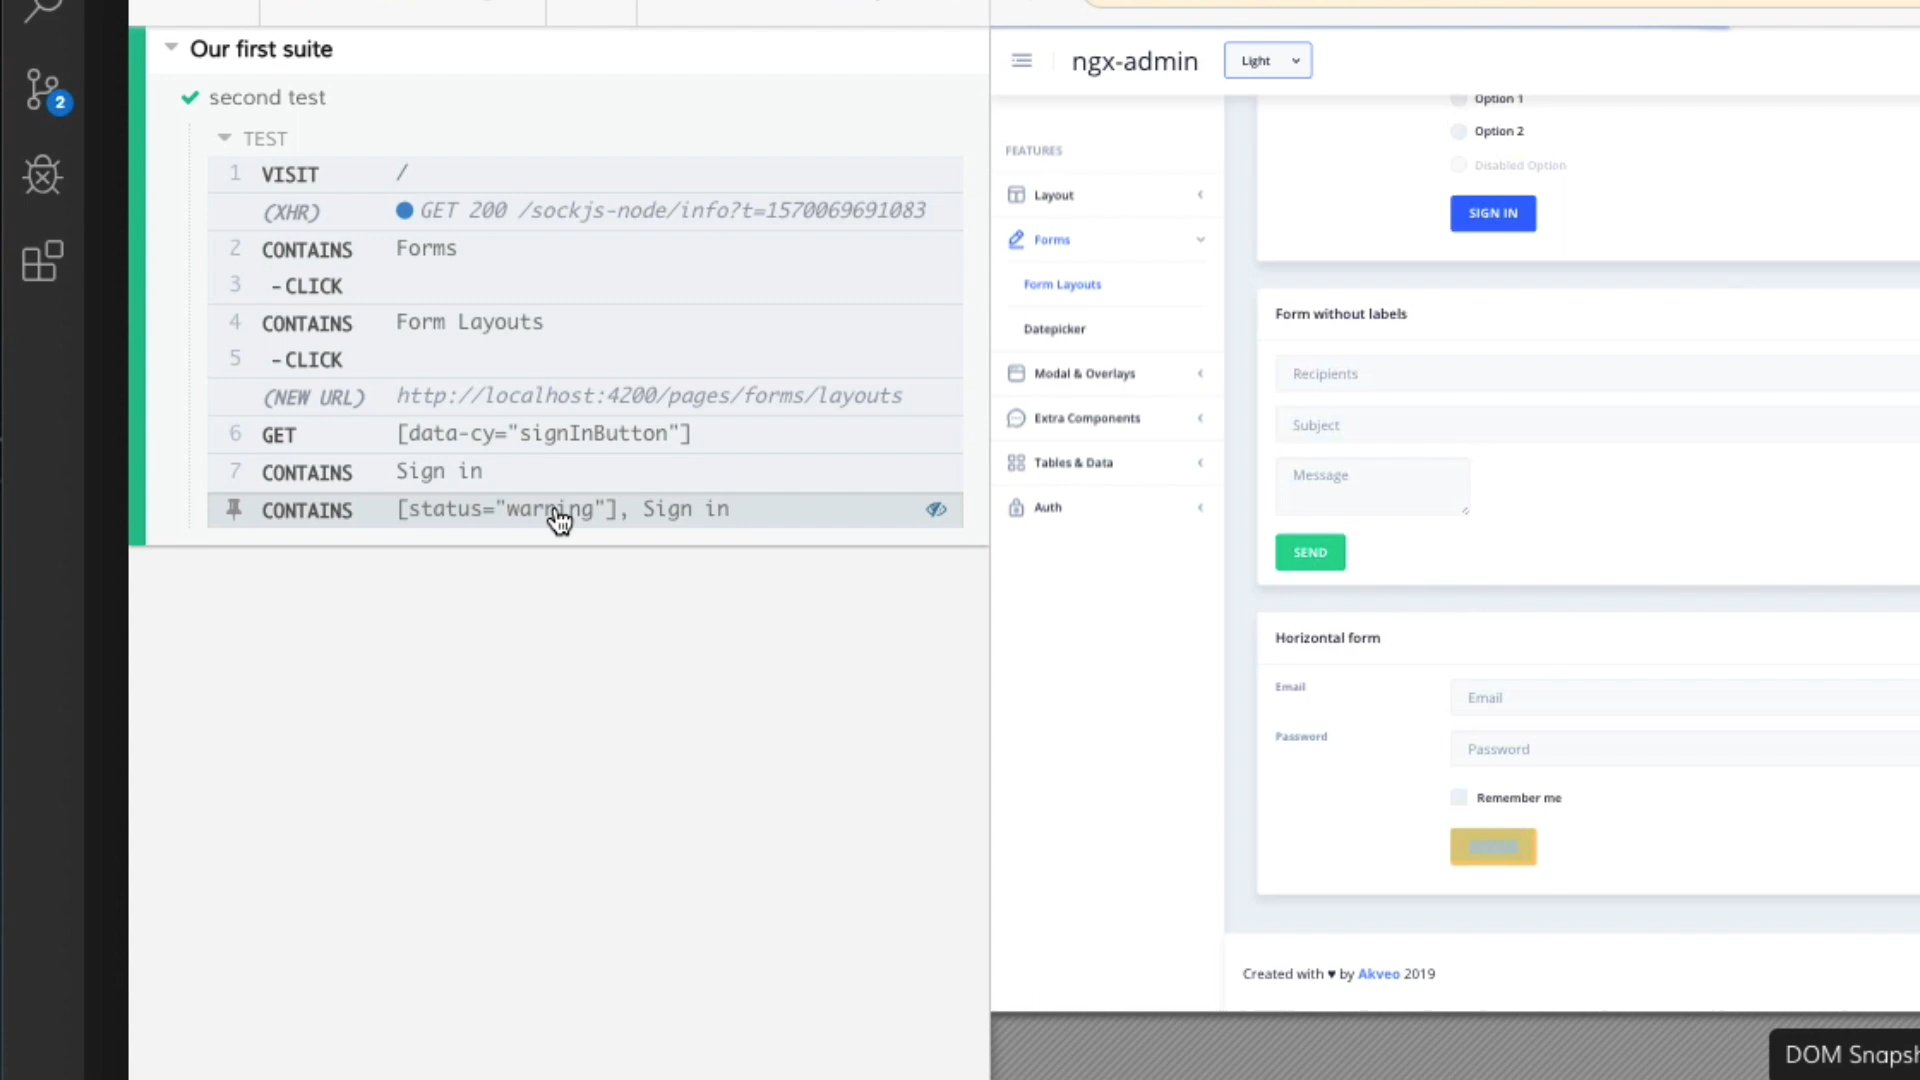 2
Our first suite
second test
TEST
1 VISIT /
(XHR) GET 200 /sockjs-node/info?t=1570069691083
2 CONTAINS Forms
3 -CLICK
4 CONTAINS Form Layouts
5 -CLICK
(NEW URL) http://localhost:4200/pages/forms/layouts
6 GET [data-cy="signInButton"]
7 CONTAINS Sign in
CONTAINS [status="warning"], Sign in
ngx-admin
Light
FEATURES
Layout
Forms
Form Layouts
Datepicker
Modal & Overlays
Extra Components
Tables & Data
Auth
Option 1
Option 2
Disabled Option
SIGN IN
Form without labels
Recipients
Subject
Message
SEND
Horizontal form
Email
Email
Password
Password
Remember me
Created with ♥ by Akveo 2019
DOM Snapsh